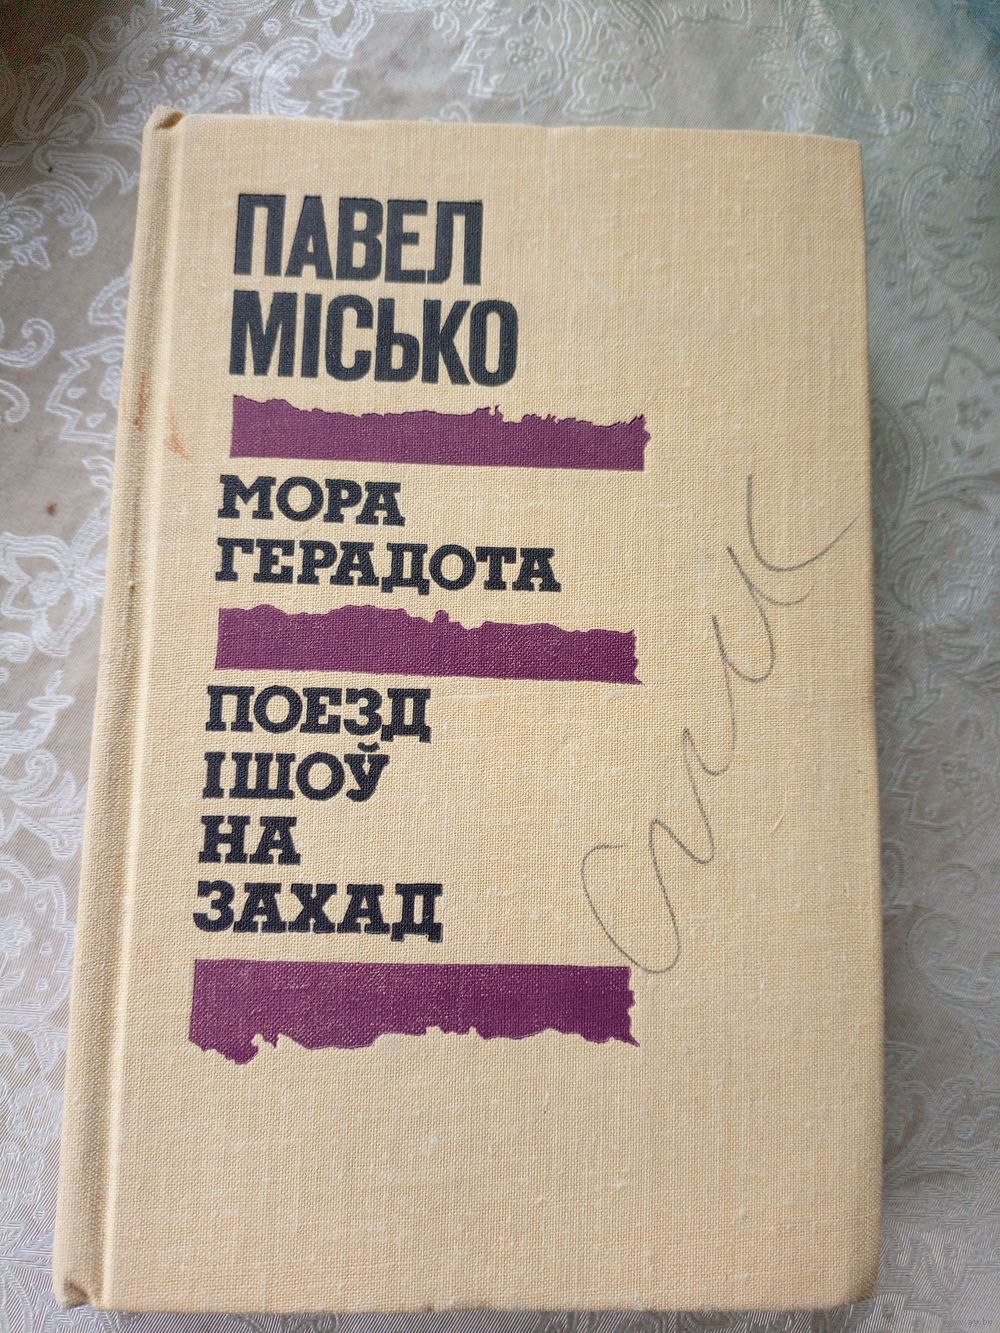 ПАВЕЛ
МІСЬКО
МОРА
ГЕРАДОТА
ПОЕЗД
ІШОЎ
НА
ЗАХАД